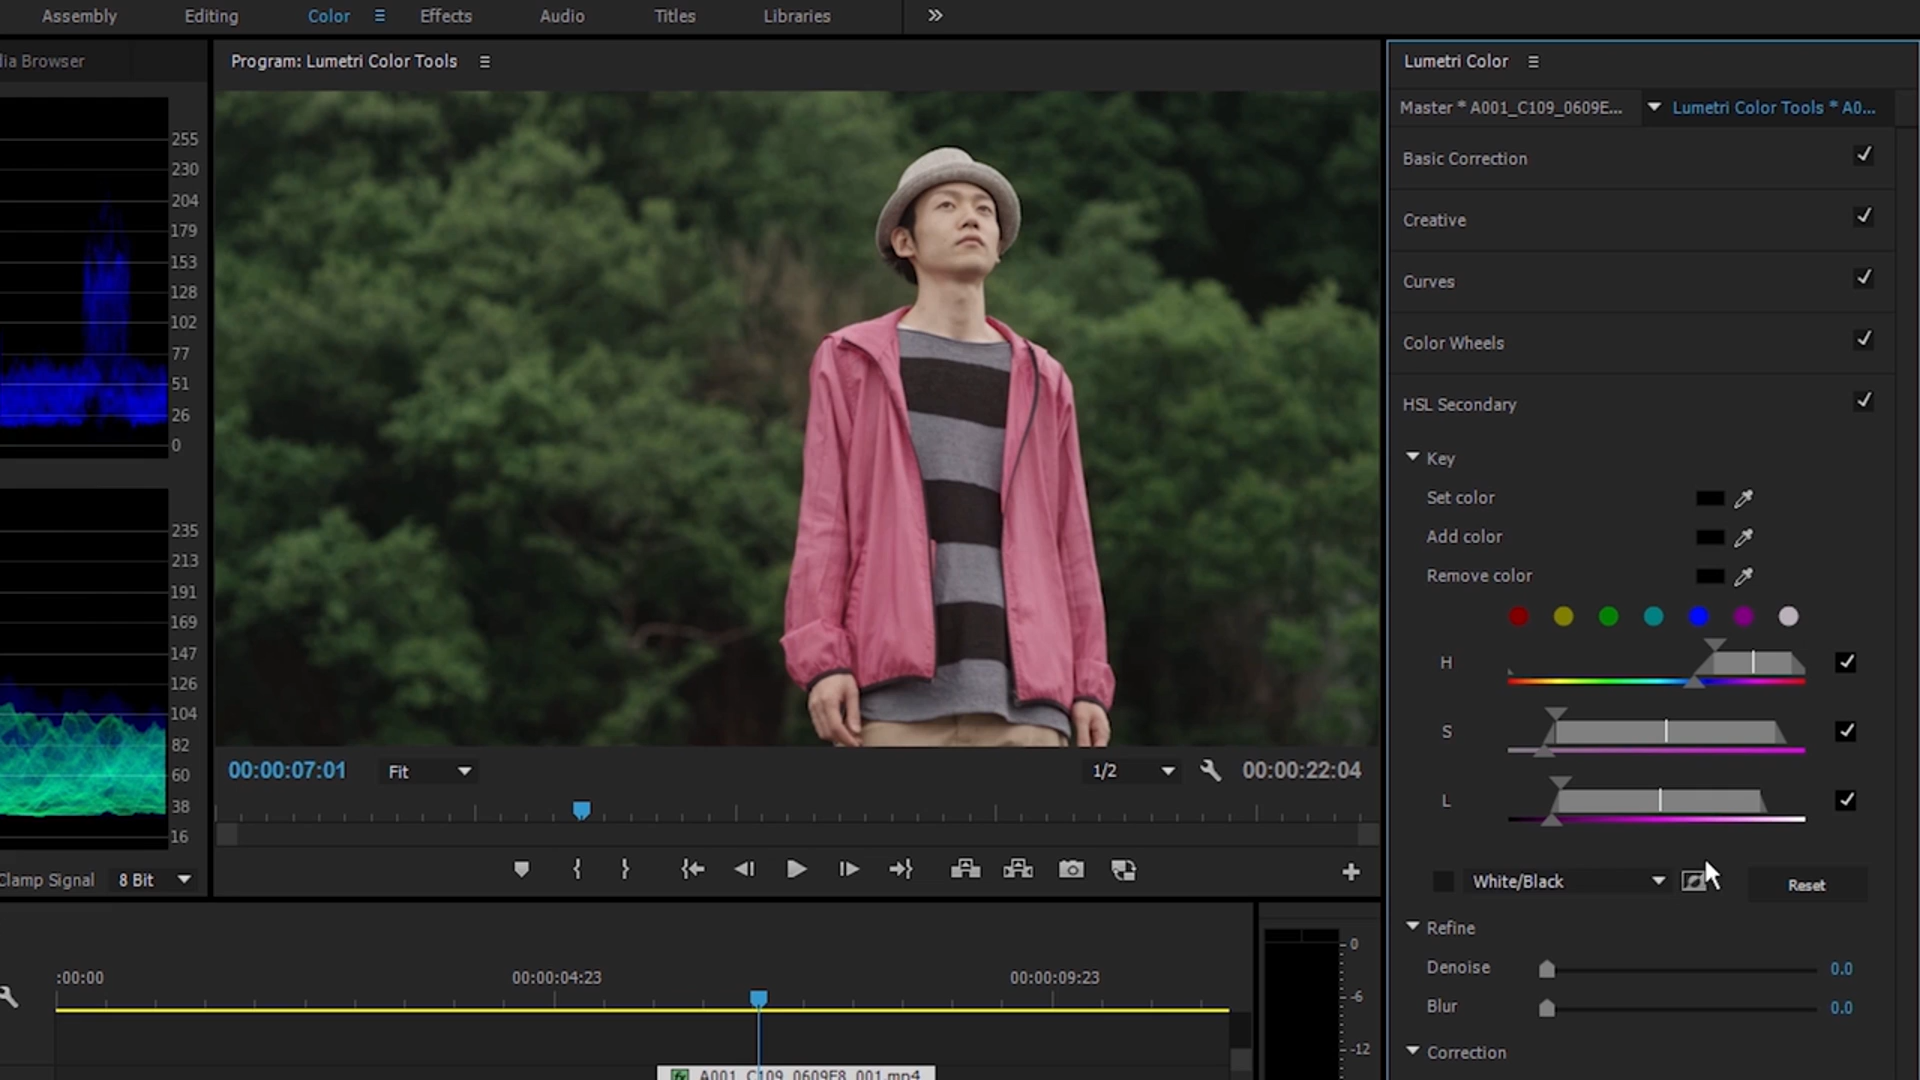 Assembly
Editing
Color
Effects
Audio
Titles
Libraries
dia Browser
Program: Lumetri Color Tools
Lumetri Color
Master * A001_C109_0609E...
Lumetri Color Tools * A0...
255
230
204
179
153
128
102
77
51
26
0
235
213
191
169
147
126
104
82
60
38
16
Clamp Signal
8 Bit
Basic Correction
Creative
Curves
Color Wheels
HSL Secondary
Key
Set color
Add color
Remove color
H
S
L
White/Black
Reset
Refine
Denoise 0.0
Blur 0.0
Correction
00:00:07:01
Fit
1/2
00:00:22:04
:00:00
00:00:04:23
00:00:09:23
A001_C109_0609E8_001.mp4
0
-6
-12